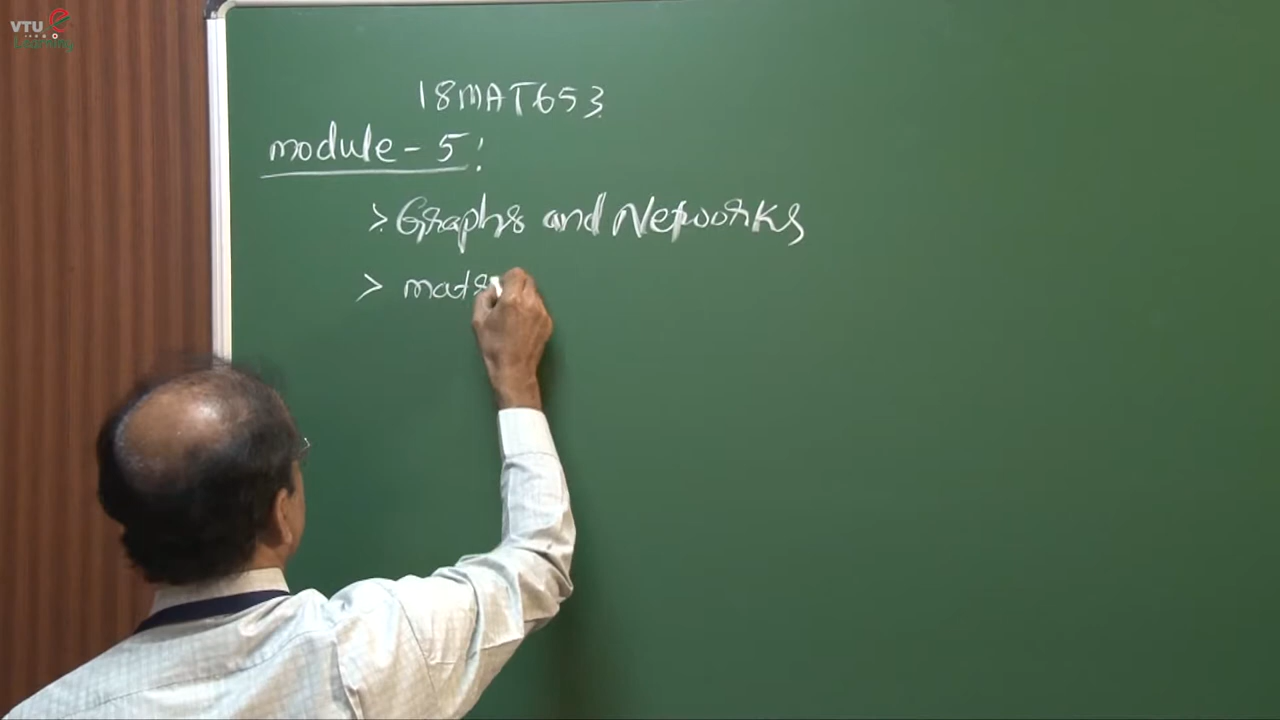 VTU e
Learning
18MAT653
module - 5:
> Graphs and Networks
> mat